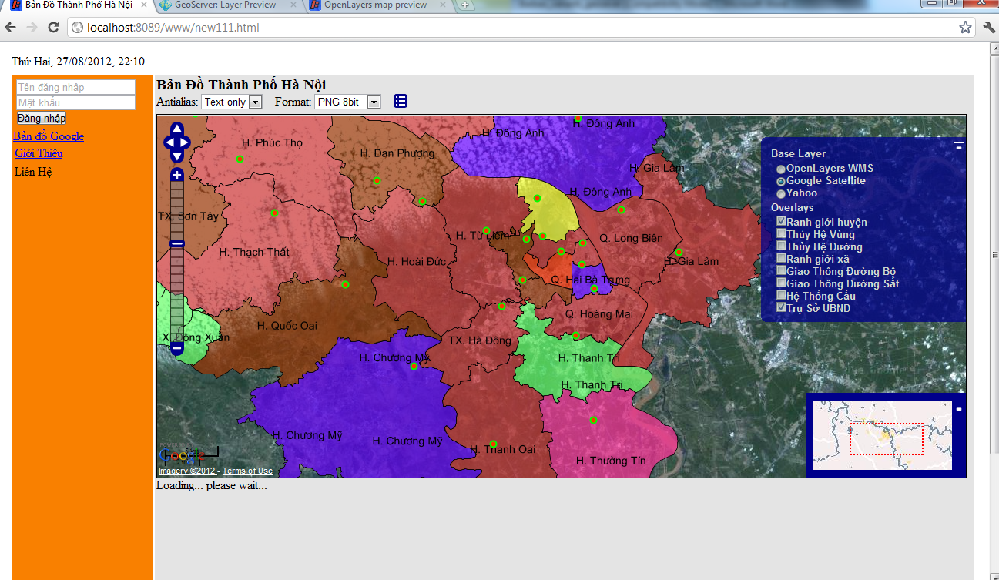 Bản Đồ Thành Phố Hà Nội
GeoServer: Layer Preview
OpenLayers map preview
localhost:8089/www/new111.html
Thứ Hai, 27/08/2012, 22:10
Tên đăng nhập
Mật khẩu
Đăng nhập
Bản đồ Google
Giới Thiệu
Liên Hệ
Bản Đồ Thành Phố Hà Nội
Antialias: Text only Format: PNG 8bit
H. Đông Anh
H. Đông Anh
H. Phúc Thọ
H. Đan Phượng
H. Gia Lâm
H. Đông Anh
TX. Sơn Tây
H. Từ Liêm
Q. Long Biên
H. Thạch Thất
H. Hoài Đức
H. Gia Lâm
Q. Hai Bà Trưng
Q. Hoàng Mai
H. Quốc Oai
X. Đông Xuân
TX. Hà Đông
H. Chương Mỹ
H. Thanh Trì
H. Thanh Trì
H. Chương Mỹ
H. Chương Mỹ
H. Thanh Oai
H. Thường Tín
Base Layer
OpenLayers WMS
Google Satellite
Yahoo
Overlays
Ranh giới huyện
Thủy Hệ Vùng
Thủy Hệ Đường
Ranh giới xã
Giao Thông Đường Bộ
Giao Thông Đường Sắt
Hệ Thống Cầu
Trụ Sở UBND
POWERED BY
Google
Imagery ©2012 - Terms of Use
Loading... please wait...